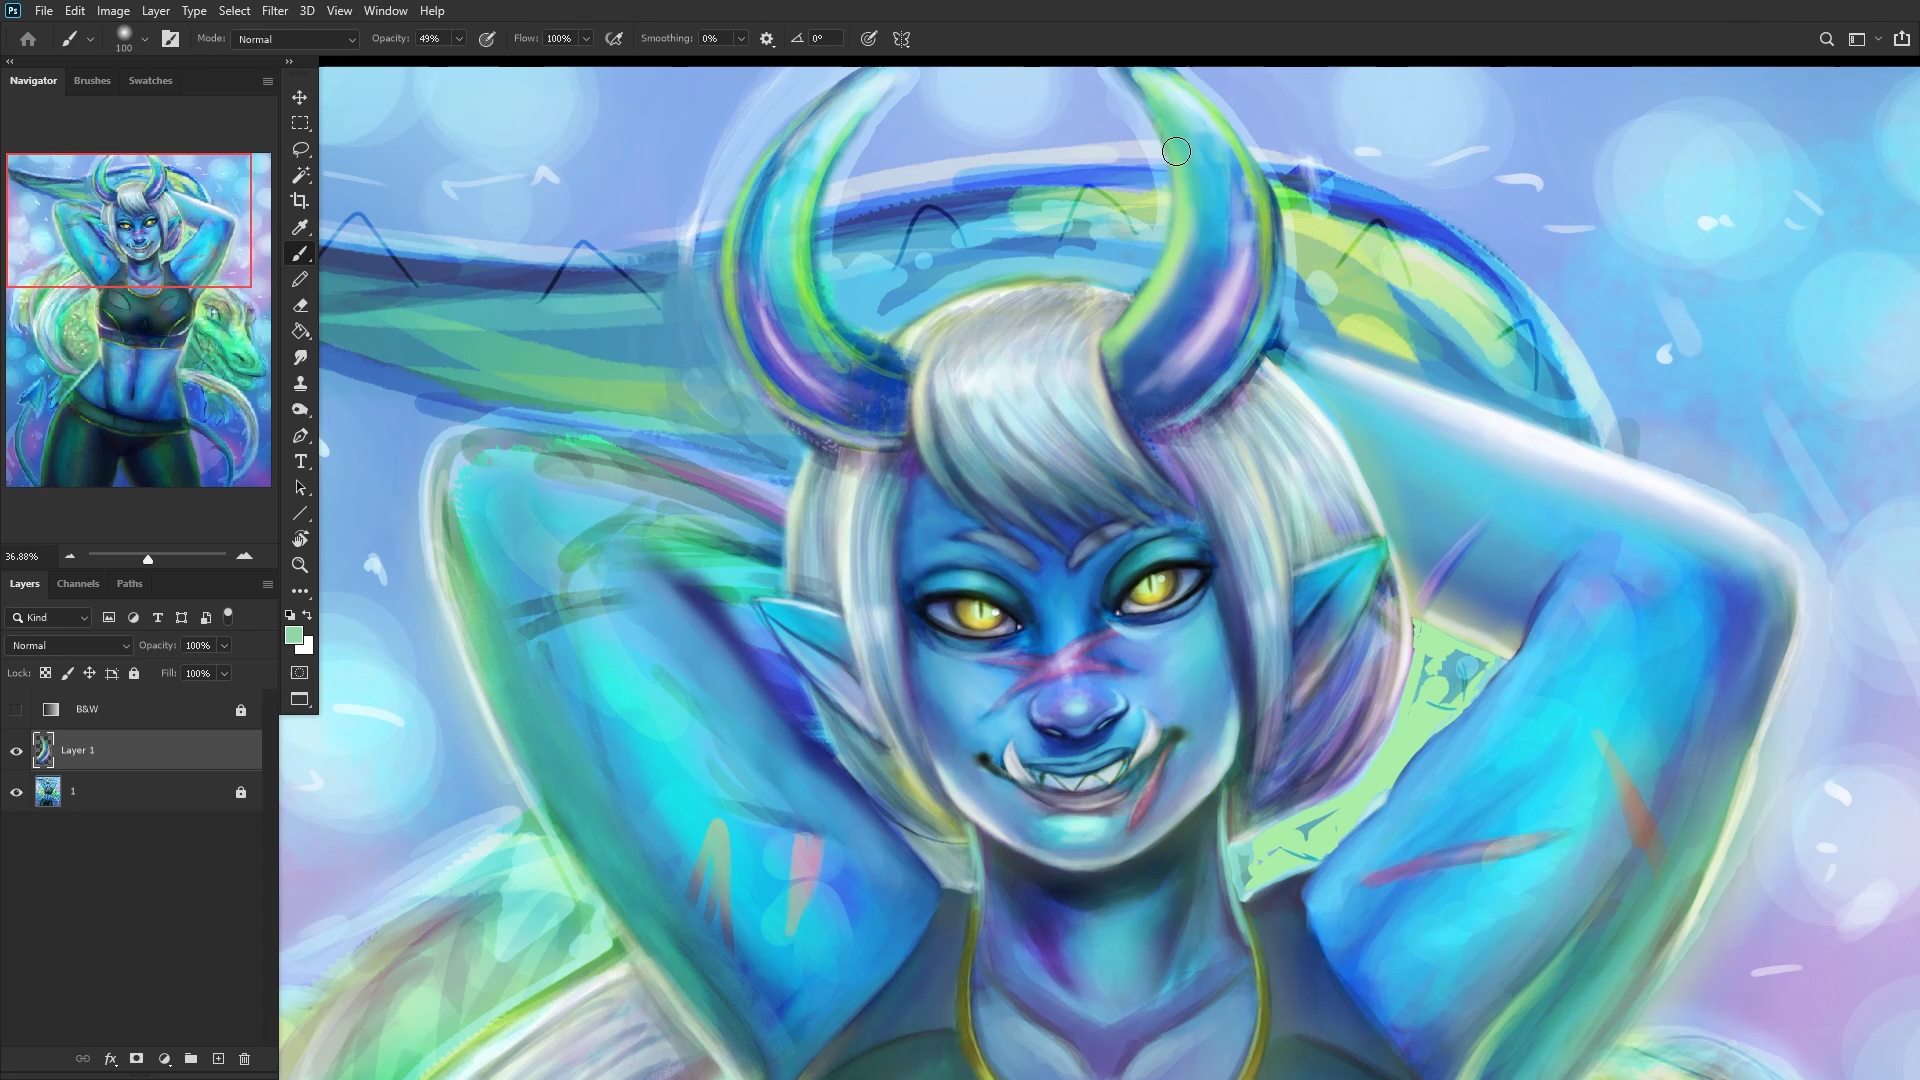 Ps File Edit Image Layer Type Select Filter 3D View Window Help
100 Mode: Normal Opacity: 49% Flow: 100% Smoothing: 0% 0°
Navigator Brushes Swatches
36.88%
Layers Channels Paths
Kind
Normal Opacity: 100%
Lock: Fill: 100%
B&W
Layer 1
1
fx